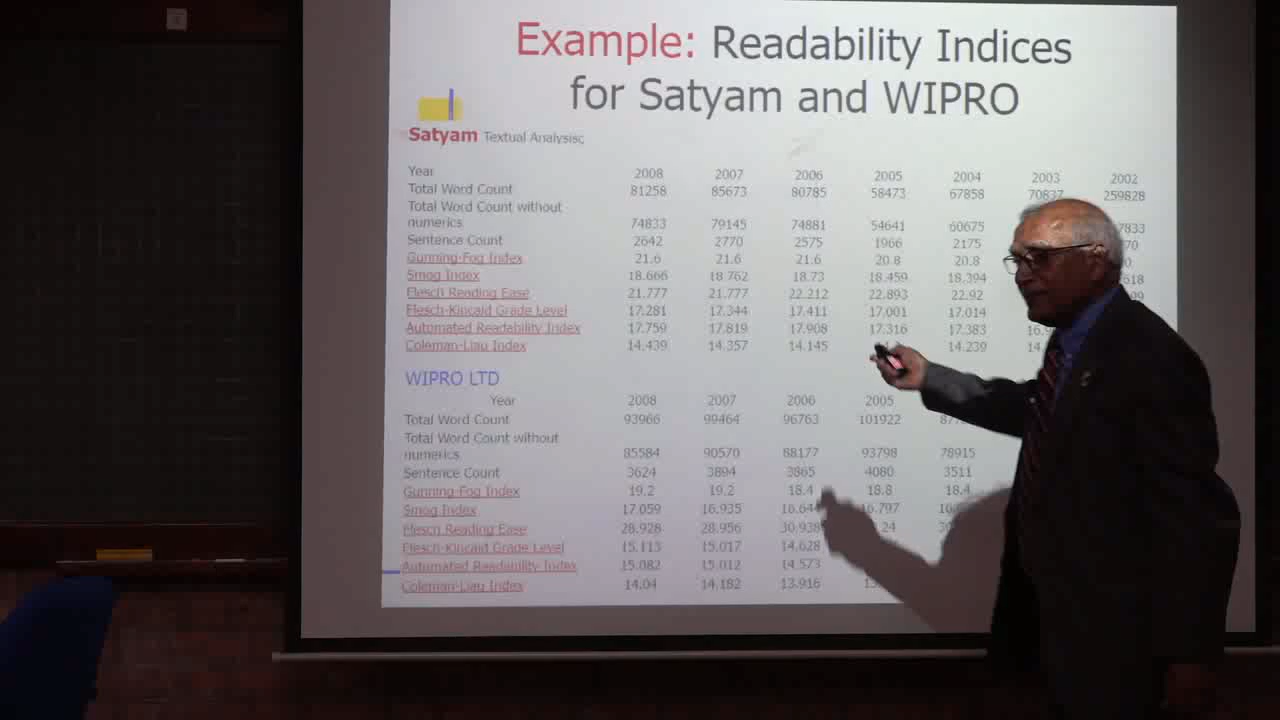 Example: Readability Indices
for Satyam and WIPRO
Satyam Textual Analysis:
Year 2008 2007 2006 2005 2004 2003 2002
Total Word Count 81258 85673 80785 58473 67858 70837 259828
Total Word Count without
numerics 74833 79145 74881 54641 60675
Sentence Count 2642 2770 2575 1966 2175
Gunning-Fog Index 21.6 21.6 21.6 20.8 20.8
Smog Index 18.666 18.762 18.73 18.459 18.394
Flesch Reading Ease 21.777 21.777 22.212 22.893 22.92
Flesch-Kincaid Grade Level 17.281 17.344 17.411 17.001 17.014
Automated Readability Index 17.759 17.819 17.908 17.316 17.383
Coleman-Liau Index 14.439 14.357 14.145 14.239
WIPRO LTD
Year 2008 2007 2006 2005
Total Word Count 93966 99464 96763 101922
Total Word Count without
numerics 85584 90570 88177 93798 78915
Sentence Count 3624 3894 3865 4080 3511
Gunning-Fog Index 19.2 19.2 18.4 18.8 18.4
Smog Index 17.059 16.935 16.644 16.797
Flesch Reading Ease 28.928 28.956 30.938
Flesch-Kincaid Grade Level 15.113 15.017 14.628
Automated Readability Index 15.082 15.012 14.573
Coleman-Liau Index 14.04 14.182 13.916